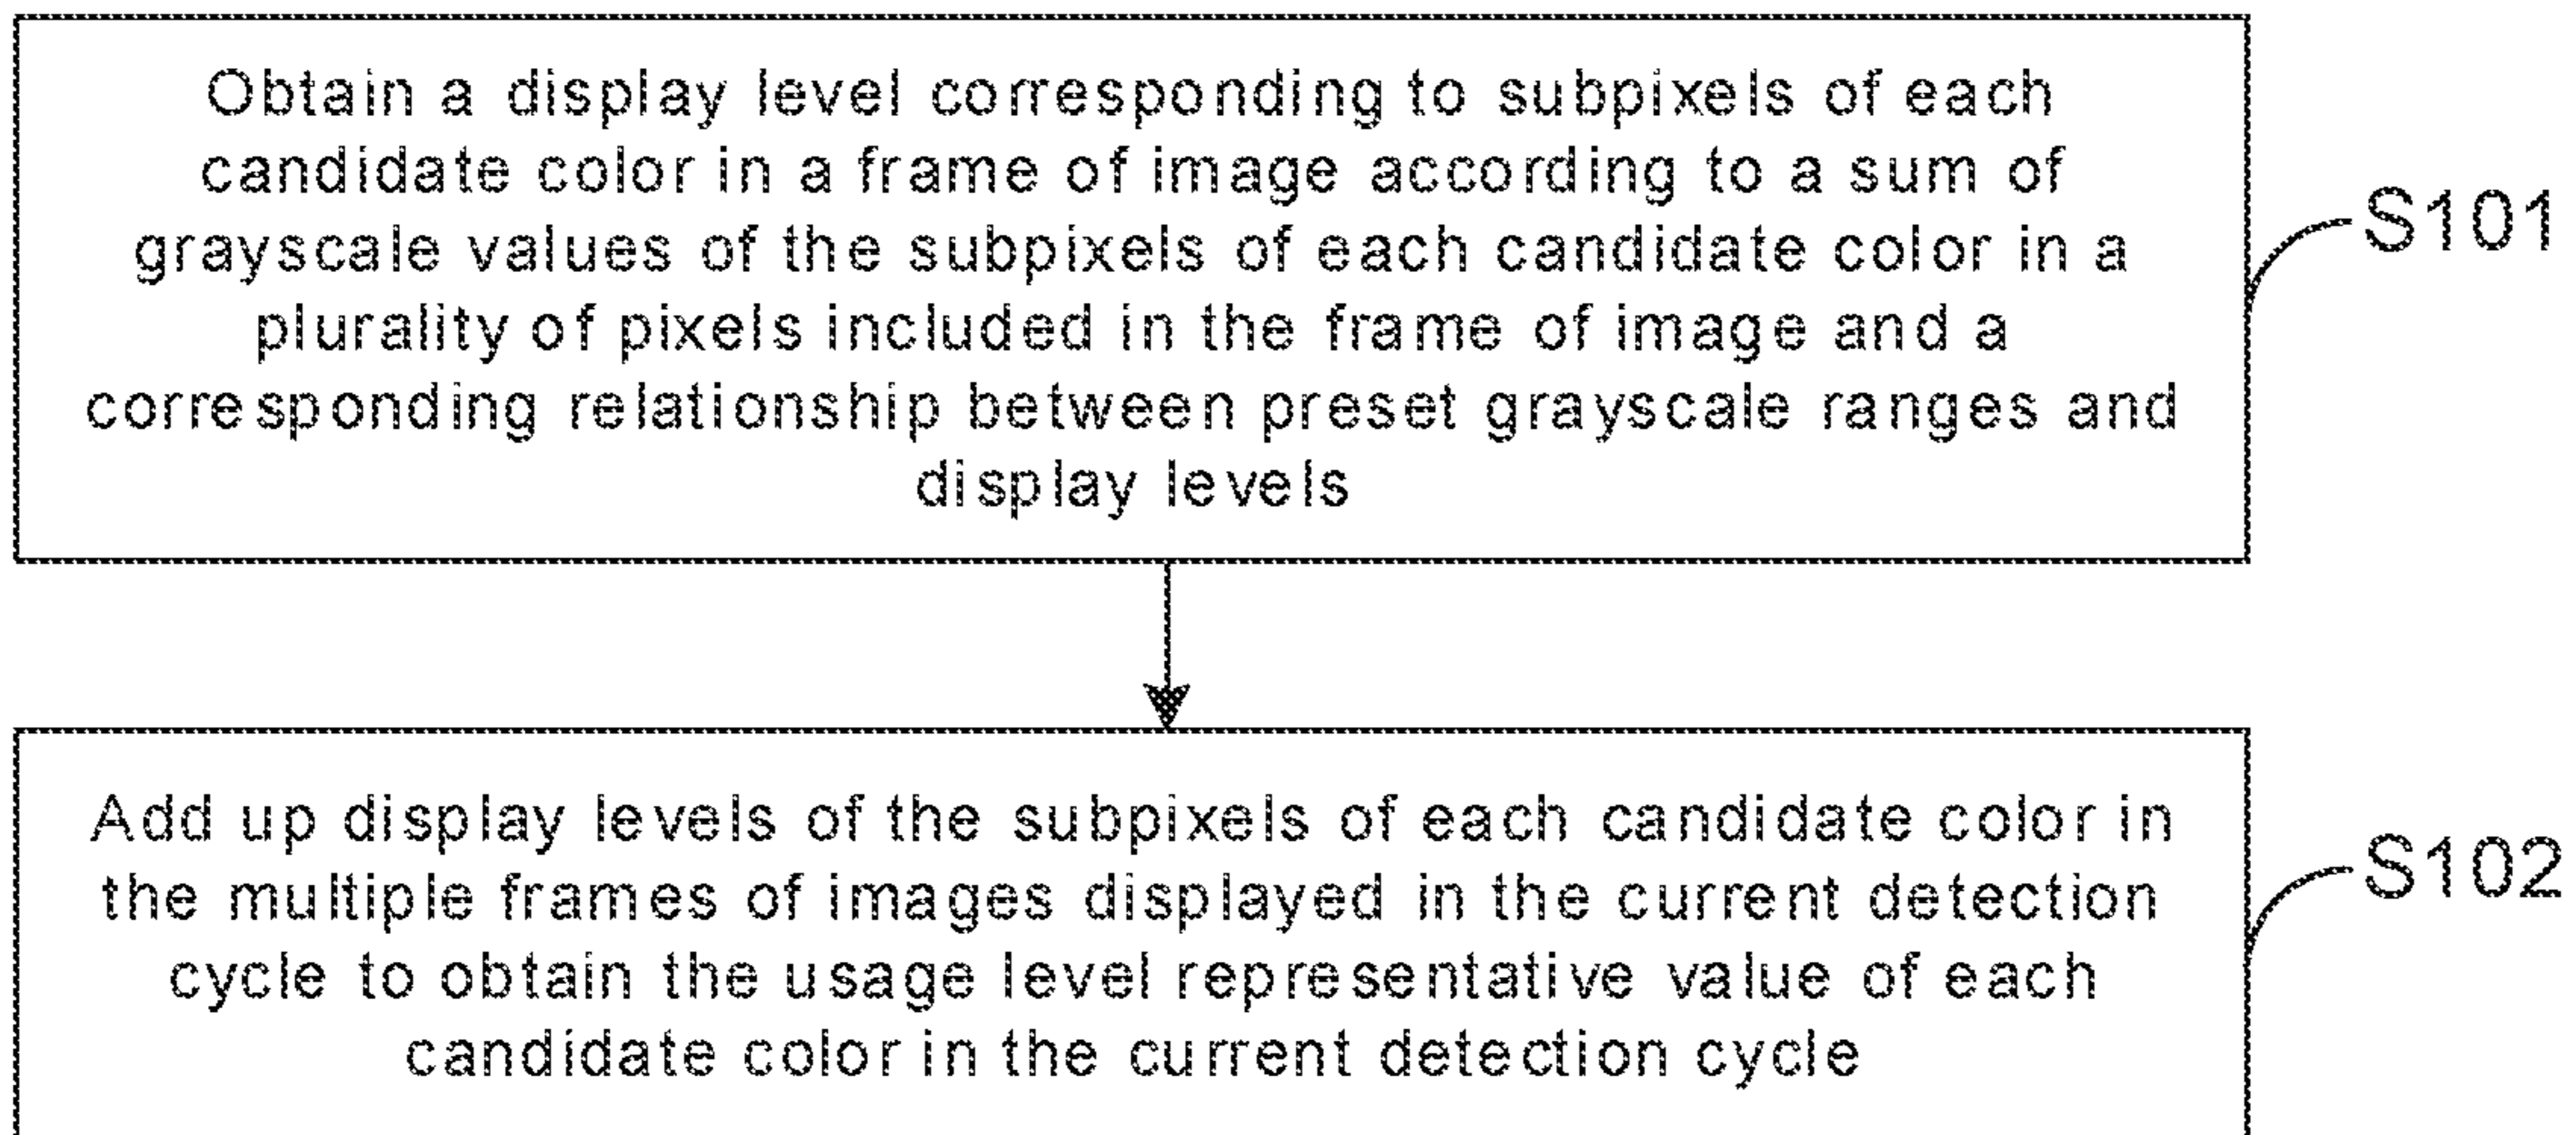 Obtain a display level corresponding to subpixels of each
candidate color in a frame of image according to a sum of
grayscale values of the subpixels of each candidate color in a
plurality of pixels included in the frame of image and a
corresponding relationship between preset grayscale ranges and
display levels
S101
Add up display levels of the subpixels of each candidate color in
the multiple frames of images displayed in the current detection
cycle to obtain the usage level representative value of each
candidate color in the current detection cycle
S102